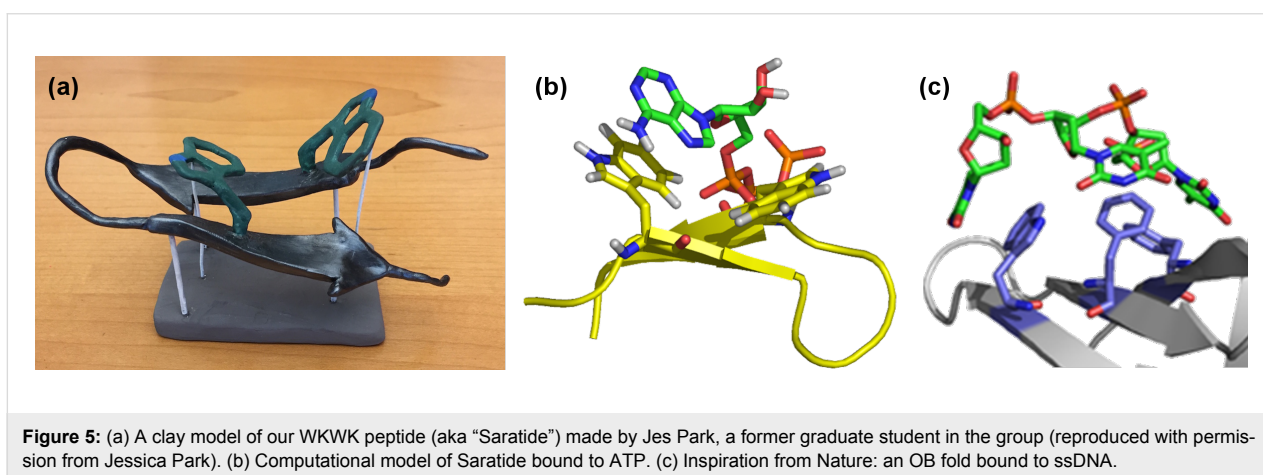 (a)
(b)
(c)
Figure 5: (a) A clay model of our WKWK peptide (aka “Saratide”) made by Jes Park, a former graduate student in the group (reproduced with permis-
sion from Jessica Park). (b) Computational model of Saratide bound to ATP. (c) Inspiration from Nature: an OB fold bound to ssDNA.